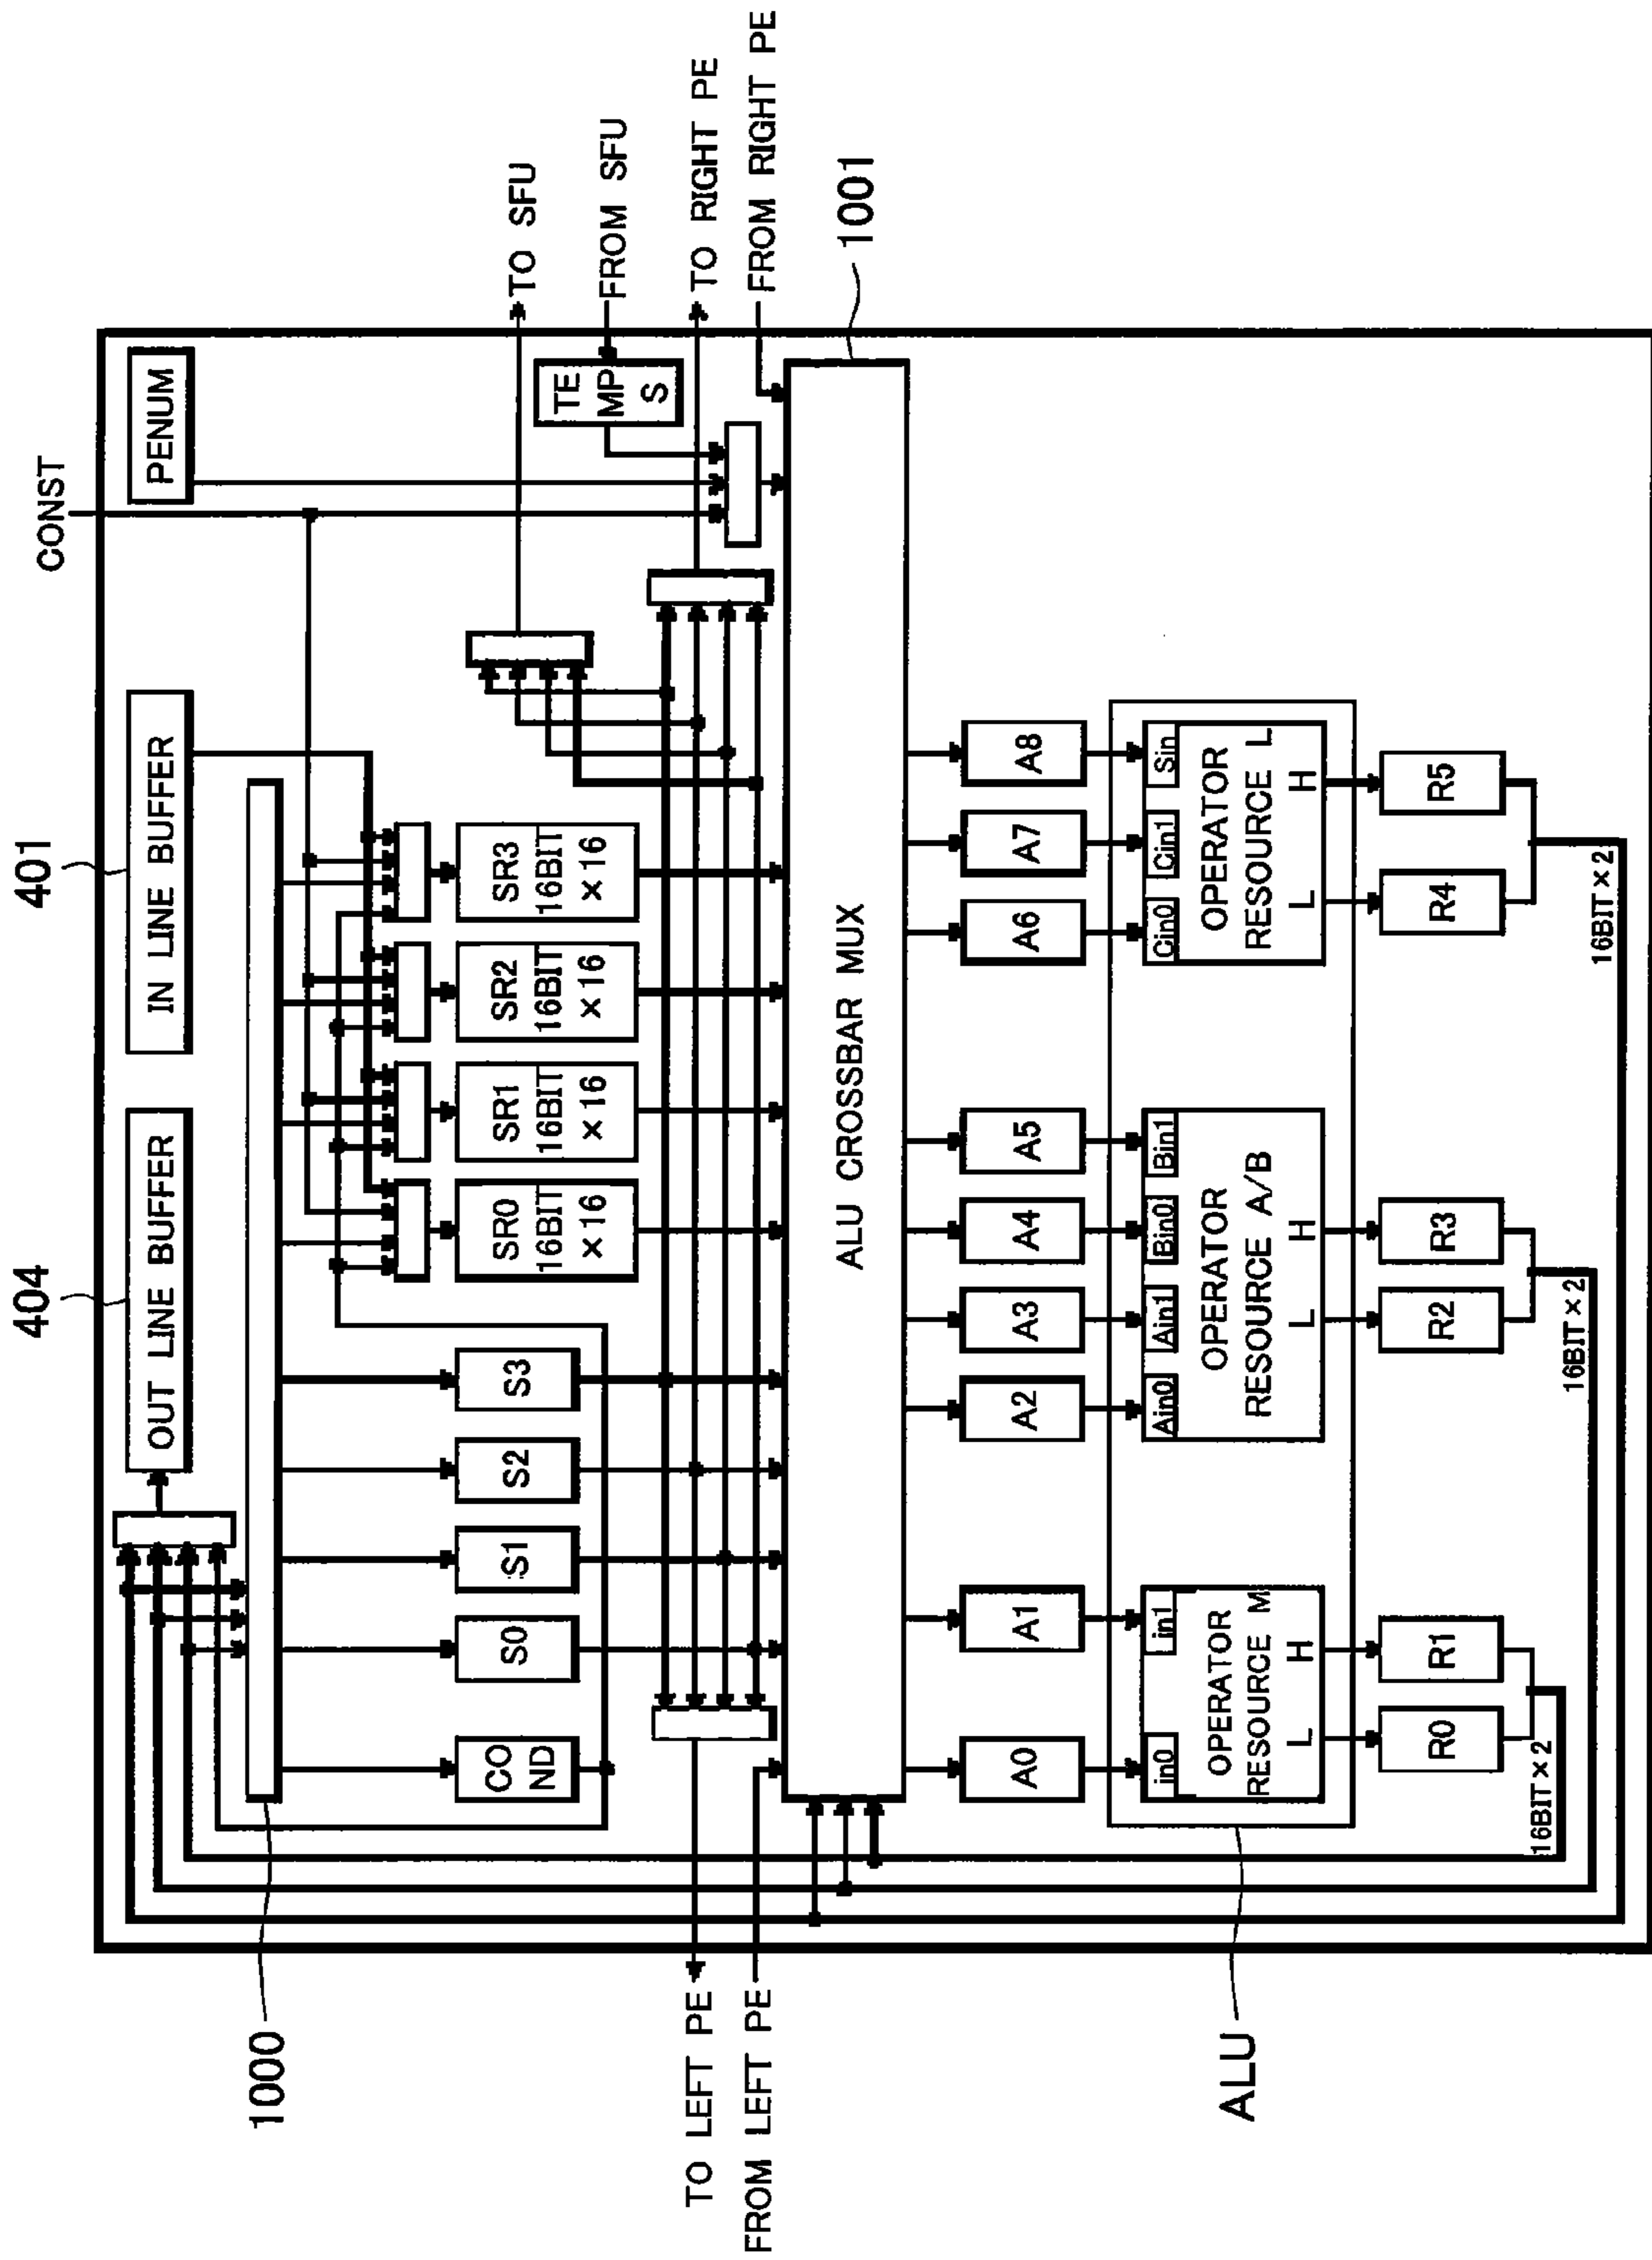 404
401
CONST
OUT LINE BUFFER
IN LINE BUFFER
PENUM
1000
TO SFU
FROM SFU
TE
MP
S
CO
ND
S0
S1
S2
S3
SR0
16BIT
×16
SR1
16BIT
×16
SR2
16BIT
×16
SR3
16BIT
×16
TO LEFT PE
FROM LEFT PE
TO RIGHT PE
FROM RIGHT PE
ALU CROSSBAR MUX
1001
A0
A1
A2
A3
A4
A5
A6
A7
A8
in0
in1
OPERATOR
RESOURCE M
L
H
Ain0
Ain1
Bin0
Bin1
OPERATOR
RESOURCE A/B
L
H
Cin0
Cin1
Sin
OPERATOR
RESOURCE L
L
H
ALU
R0
R1
R2
R3
R4
R5
16BIT×2
16BIT×2
16BIT×2